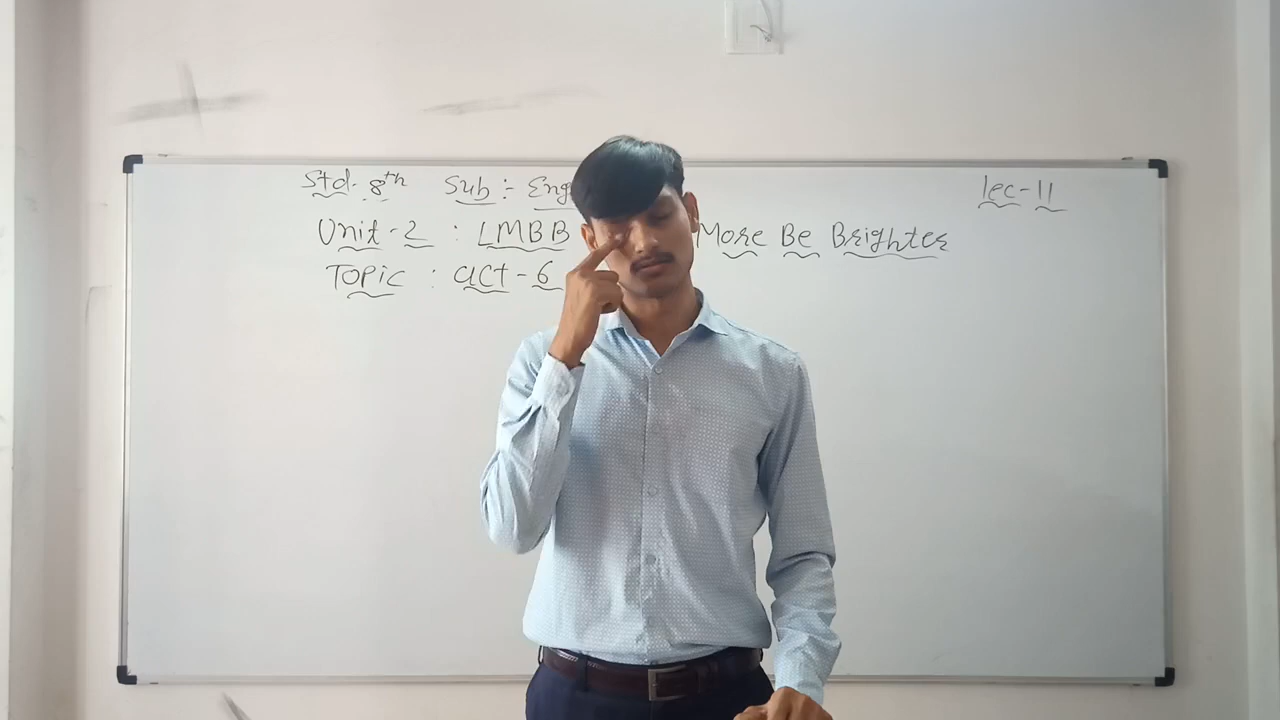 Std. 8th Sub :- Eng lec-11
Unit-2 : LMBB More Be Brighter
Topic : act-6